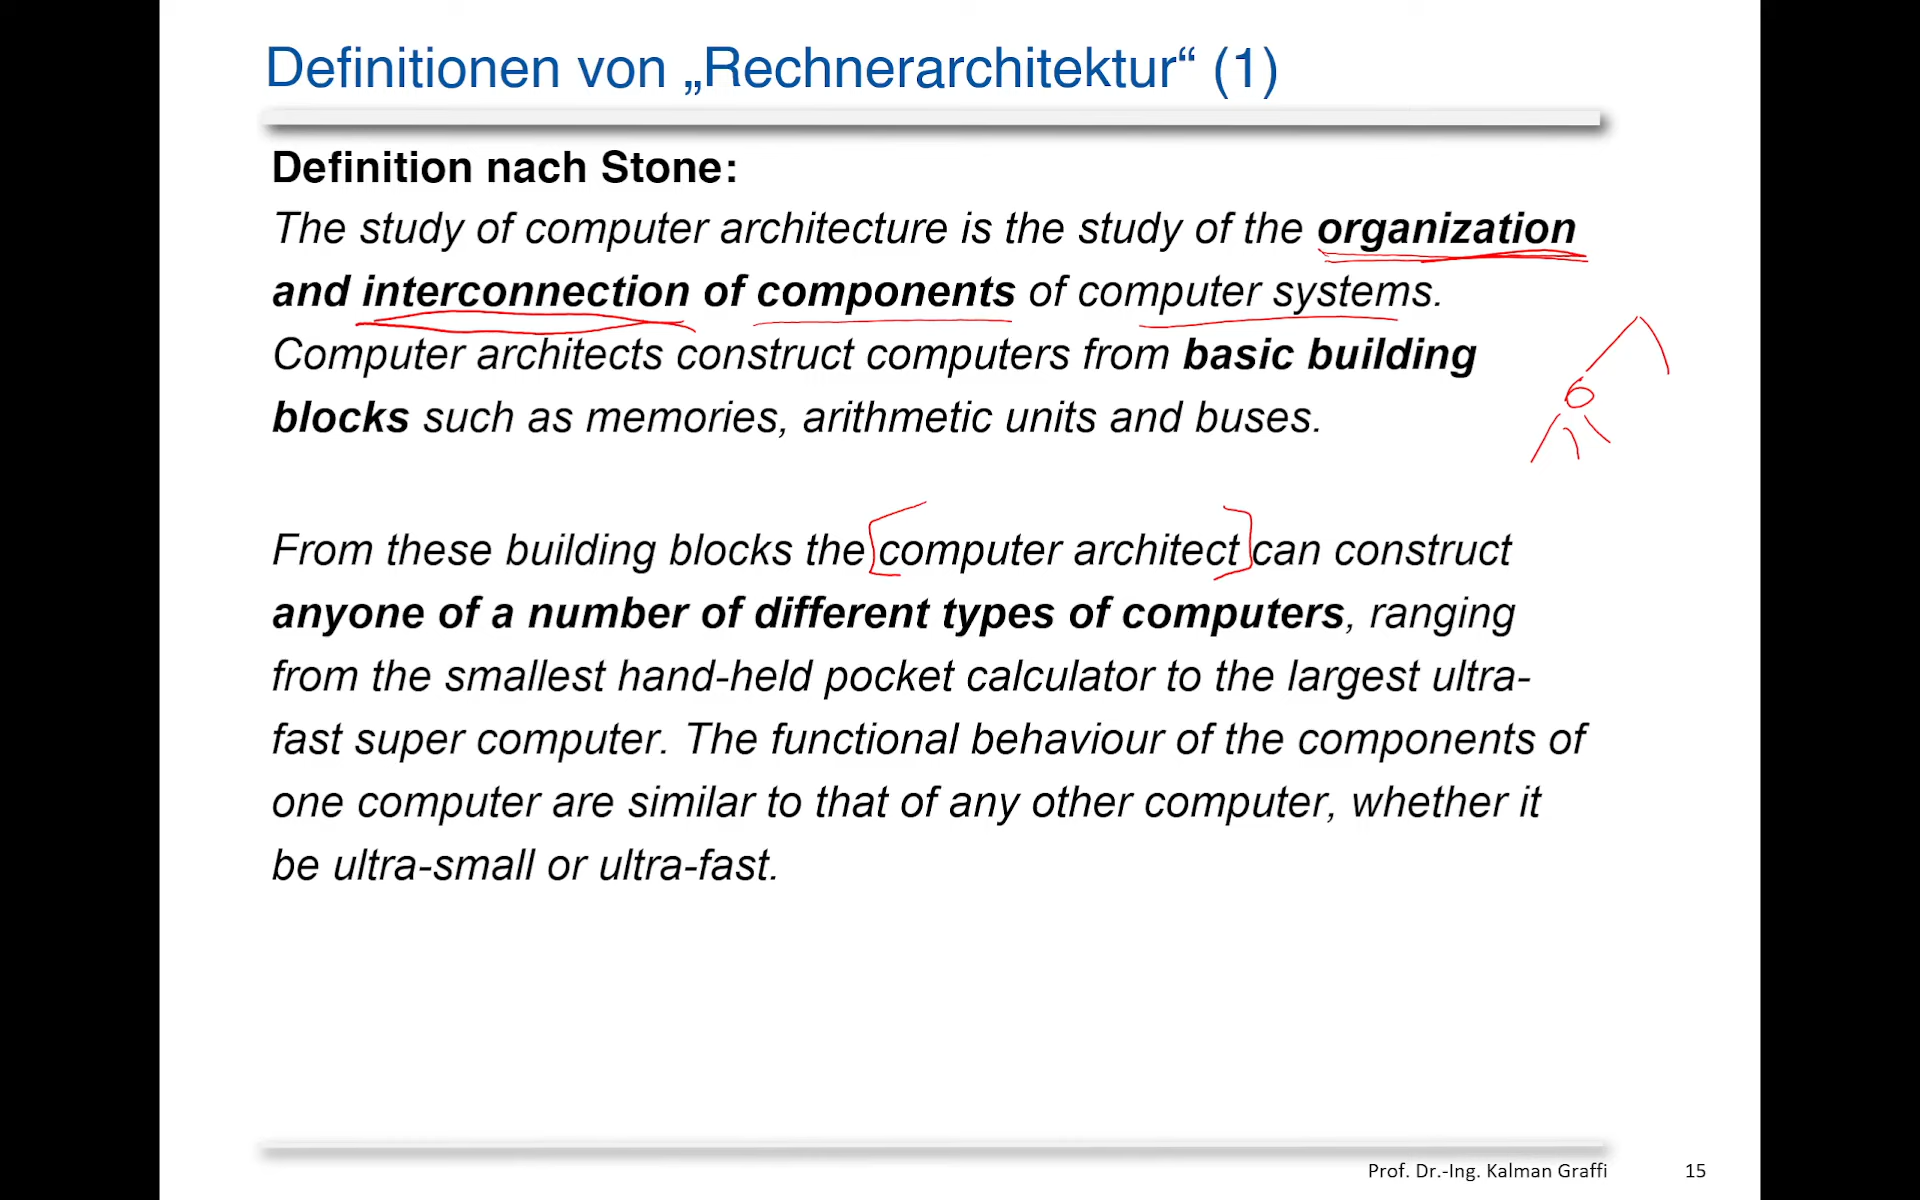 Definitionen von „Rechnerarchitektur“ (1)
Definition nach Stone:
The study of computer architecture is the study of the organization
and interconnection of components of computer systems.
Computer architects construct computers from basic building
blocks such as memories, arithmetic units and buses.
From these building blocks the [computer architect] can construct
anyone of a number of different types of computers, ranging
from the smallest hand-held pocket calculator to the largest ultra-
fast super computer. The functional behaviour of the components of
one computer are similar to that of any other computer, whether it
be ultra-small or ultra-fast.
Prof. Dr.-Ing. Kalman Graffi 15